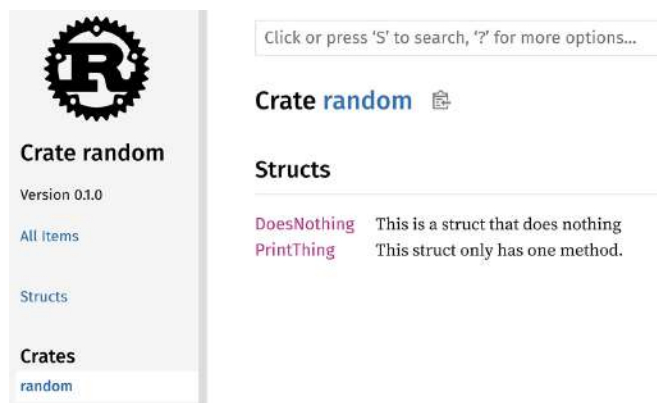 R
Crate random
Version 0.1.0
All Items
Structs
Crates
random
Click or press ‘S’ to search, ‘?’ for more options...
Crate random
Structs
DoesNothing This is a struct that does nothing
PrintThing This struct only has one method.